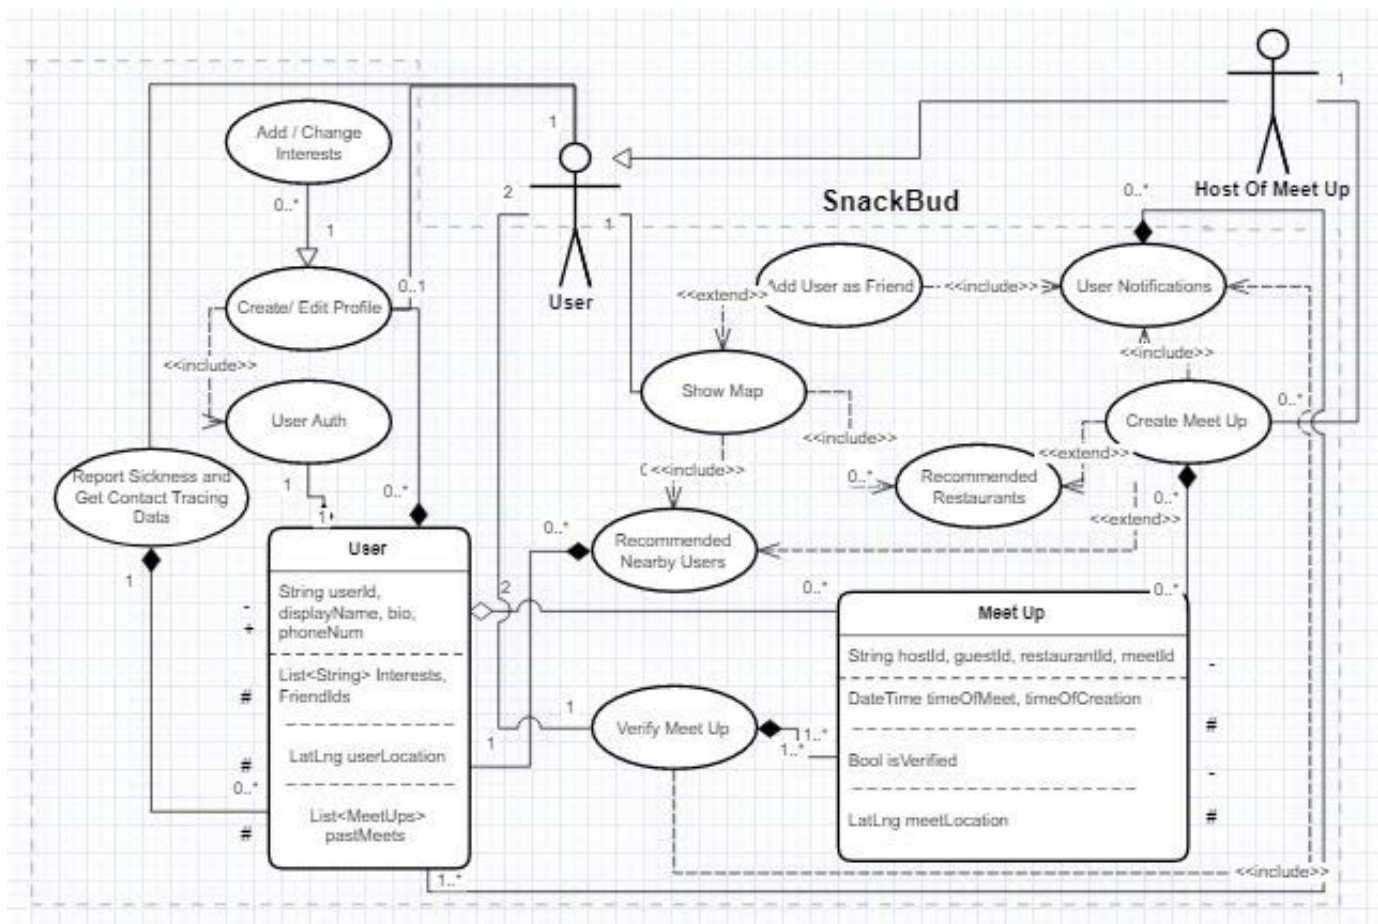 1
Host Of Meet Up
SnackBud
1
2
1
User
0..*
Add / Change
Interests
0..*
1
Create/ Edit Profile
0..1
<<include>>
User Auth
1
1
0..*
Report Sickness and
Get Contact Tracing
Data
1
<<extend>>
Add User as Friend
<<include>>
User Notifications
<<include>>
Show Map
<<include>>
<<include>>
0..*
Create Meet Up
0..*
<<extend>>
0..*
<<extend>>
Recommended
Restaurants
0..*
Recommended
Nearby Users
User
String userId,
displayName, bio,
phoneNum
-
+
List<String> Interests,
FriendIds
#
LatLng userLocation
#
0..*
List<MeetUps>
pastMeets
#
1..*
2
0..*
0..*
Meet Up
String hostId, guestId, restaurantId, meetId
-
DateTime timeOfMeet, timeOfCreation
#
Bool isVerified
-
LatLng meetLocation
#
1
1
Verify Meet Up
1..*
1..*
<<include>>